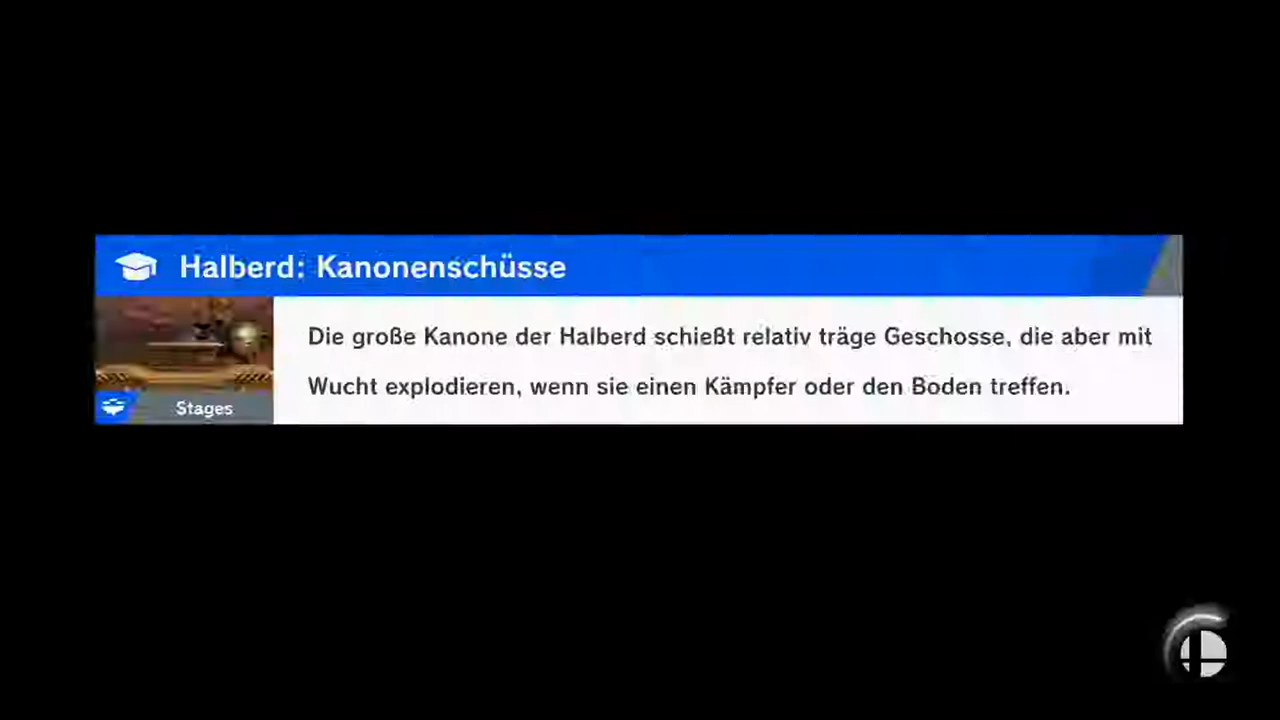 Halberd: Kanonenschüsse
Die große Kanone der Halberd schießt relativ träge Geschosse, die aber mit
Wucht explodieren, wenn sie einen Kämpfer oder den Boden treffen.
Stages